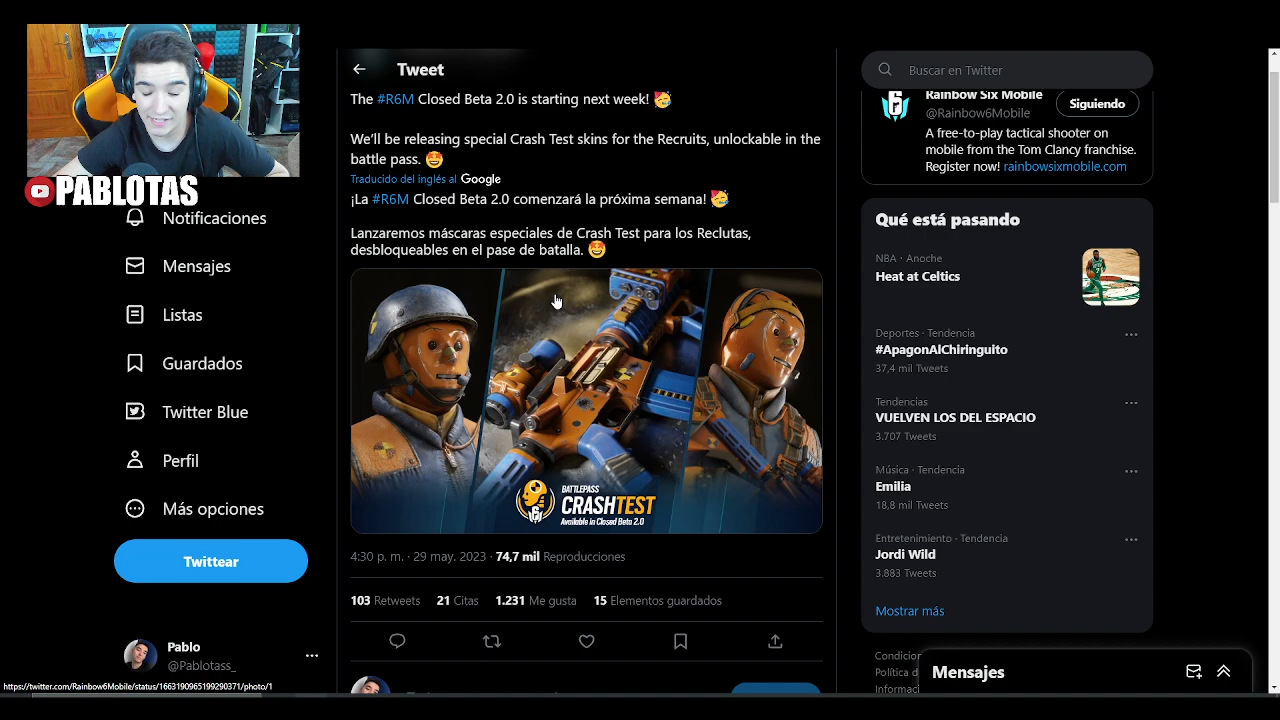 PABLOTAS
Notificaciones
Mensajes
Listas
Guardados
Twitter Blue
Perfil
Más opciones
Twittear
Pablo
@Pablotass_
https://twitter.com/Rainbow6Mobile/status/1663190965199290371/photo/1
Tweet
The #R6M Closed Beta 2.0 is starting next week! 🥳
We'll be releasing special Crash Test skins for the Recruits, unlockable in the
battle pass. 🤩
Traducido del inglés al Google
¡La #R6M Closed Beta 2.0 comenzará la próxima semana! 🥳
Lanzaremos máscaras especiales de Crash Test para los Reclutas,
desbloqueables en el pase de batalla. 🤩
BATTLEPASS
CRASHTEST
Available in Closed Beta 2.0
4:30 p. m. · 29 may. 2023 · 74,7 mil Reproducciones
103 Retweets 21 Citas 1.231 Me gusta 15 Elementos guardados
Buscar en Twitter
Rainbow Six Mobile
@Rainbow6Mobile
Siguiendo
A free-to-play tactical shooter on
mobile from the Tom Clancy franchise.
Register now! rainbowsixmobile.com
Qué está pasando
NBA · Anoche
Heat at Celtics
Deportes · Tendencia
#ApagonAlChiringuito
37,4 mil Tweets
Tendencias
VUELVEN LOS DEL ESPACIO
3.707 Tweets
Música · Tendencia
Emilia
18,8 mil Tweets
Entretenimiento · Tendencia
Jordi Wild
3.883 Tweets
Mostrar más
Mensajes